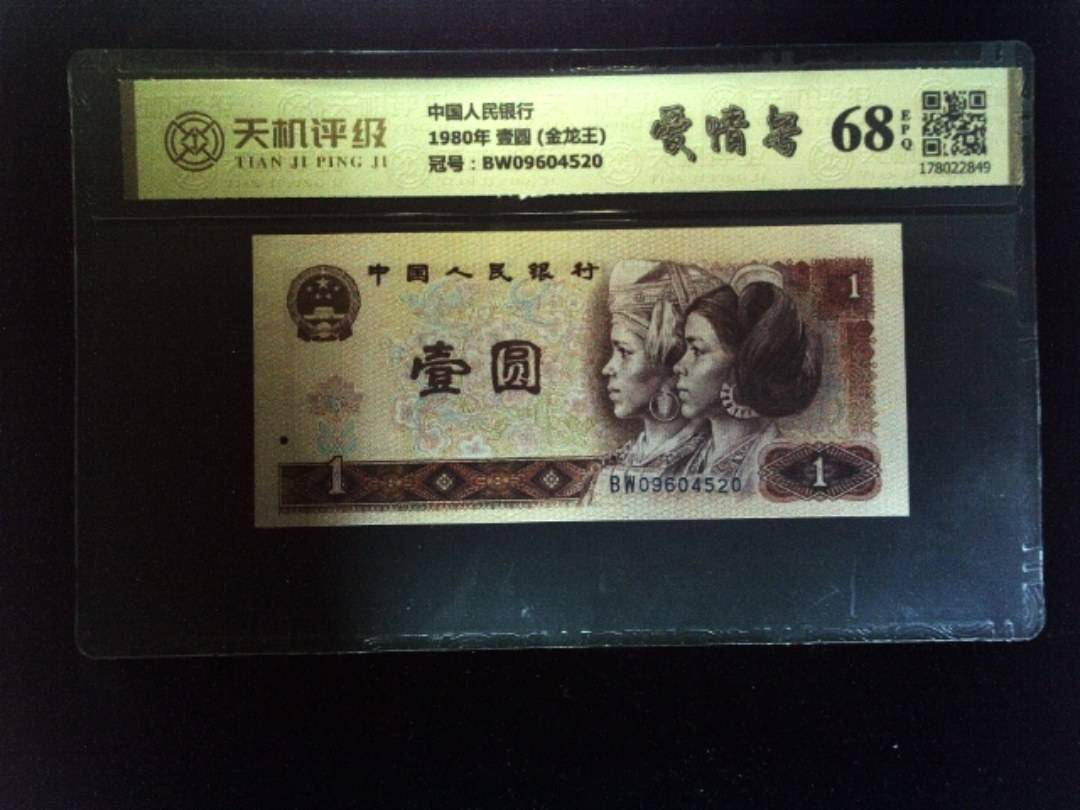 天机评级
TIAN JI PING JI
中国人民银行
1980年 壹圆 (金龙王)
冠号：BW09604520
爱情号
68
EPQ
178022849
中国人民银行
1
壹圆
1
BW09604520
1